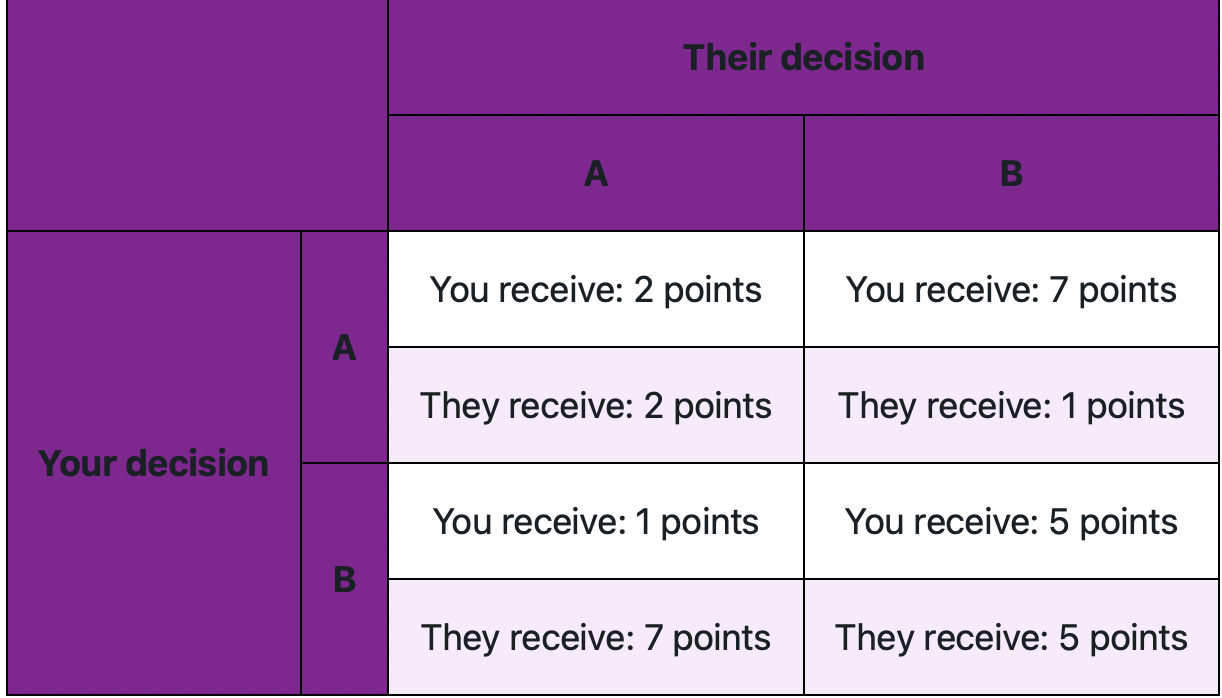 Their decision
A
B
Your decision
A
You receive: 2 points
You receive: 7 points
They receive: 2 points
They receive: 1 points
B
You receive: 1 points
You receive: 5 points
They receive: 7 points
They receive: 5 points